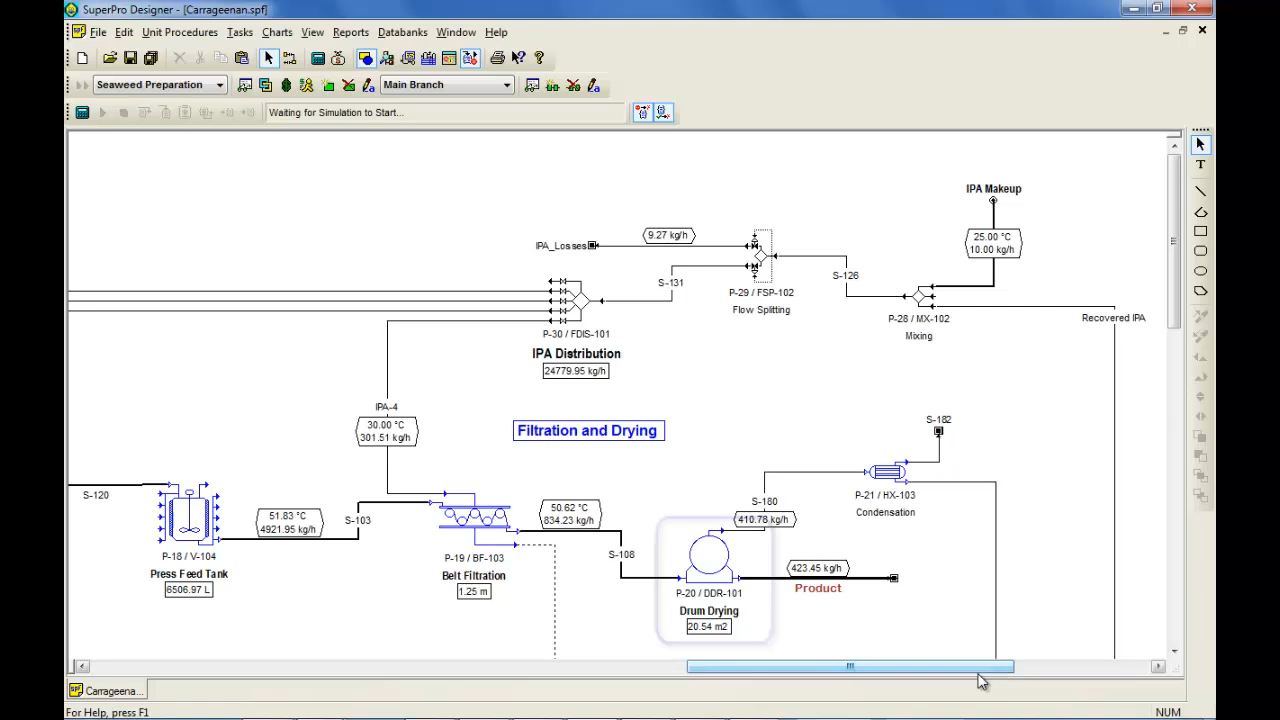 SuperPro Designer - [Carrageenan.spf]
File Edit Unit Procedures Tasks Charts View Reports Databanks Window Help
Seaweed Preparation Main Branch
Waiting for Simulation to Start...
IPA Makeup
25.00 °C
10.00 kg/h
IPA_Losses
9.27 kg/h
S-131
P-29 / FSP-102
Flow Splitting
S-126
P-28 / MX-102
Mixing
Recovered IPA
P-30 / FDIS-101
IPA Distribution
24779.95 kg/h
IPA-4
30.00 °C
301.51 kg/h
Filtration and Drying
S-182
P-21 / HX-103
Condensation
S-120
P-18 / V-104
Press Feed Tank
6506.97 L
51.83 °C
4921.95 kg/h
S-103
P-19 / BF-103
Belt Filtration
1.25 m
50.62 °C
834.23 kg/h
S-108
S-180
410.78 kg/h
P-20 / DDR-101
Drum Drying
20.54 m2
423.45 kg/h
Product
Carrageena...
For Help, press F1
NUM